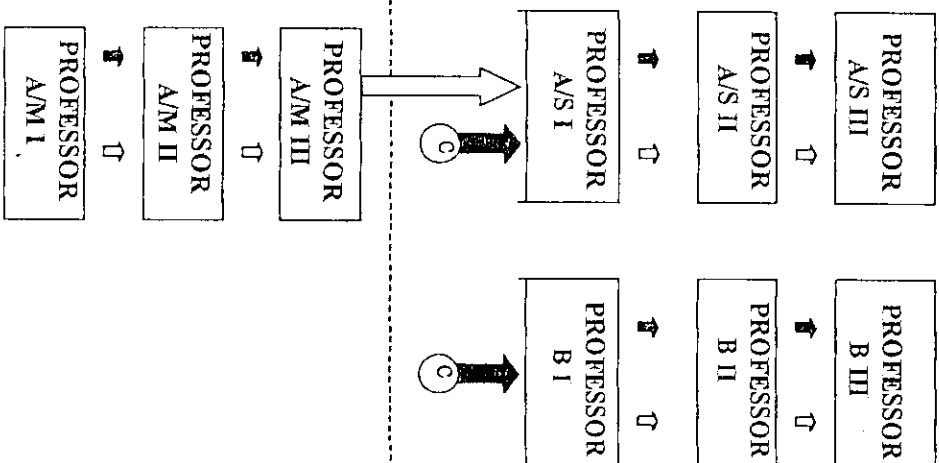 PROFESSOR
A/S III
PROFESSOR
A/S II
PROFESSOR
A/S I
C
PROFESSOR
B III
PROFESSOR
B II
PROFESSOR
B I
C
PROFESSOR
A/M III
PROFESSOR
A/M II
PROFESSOR
A/M I